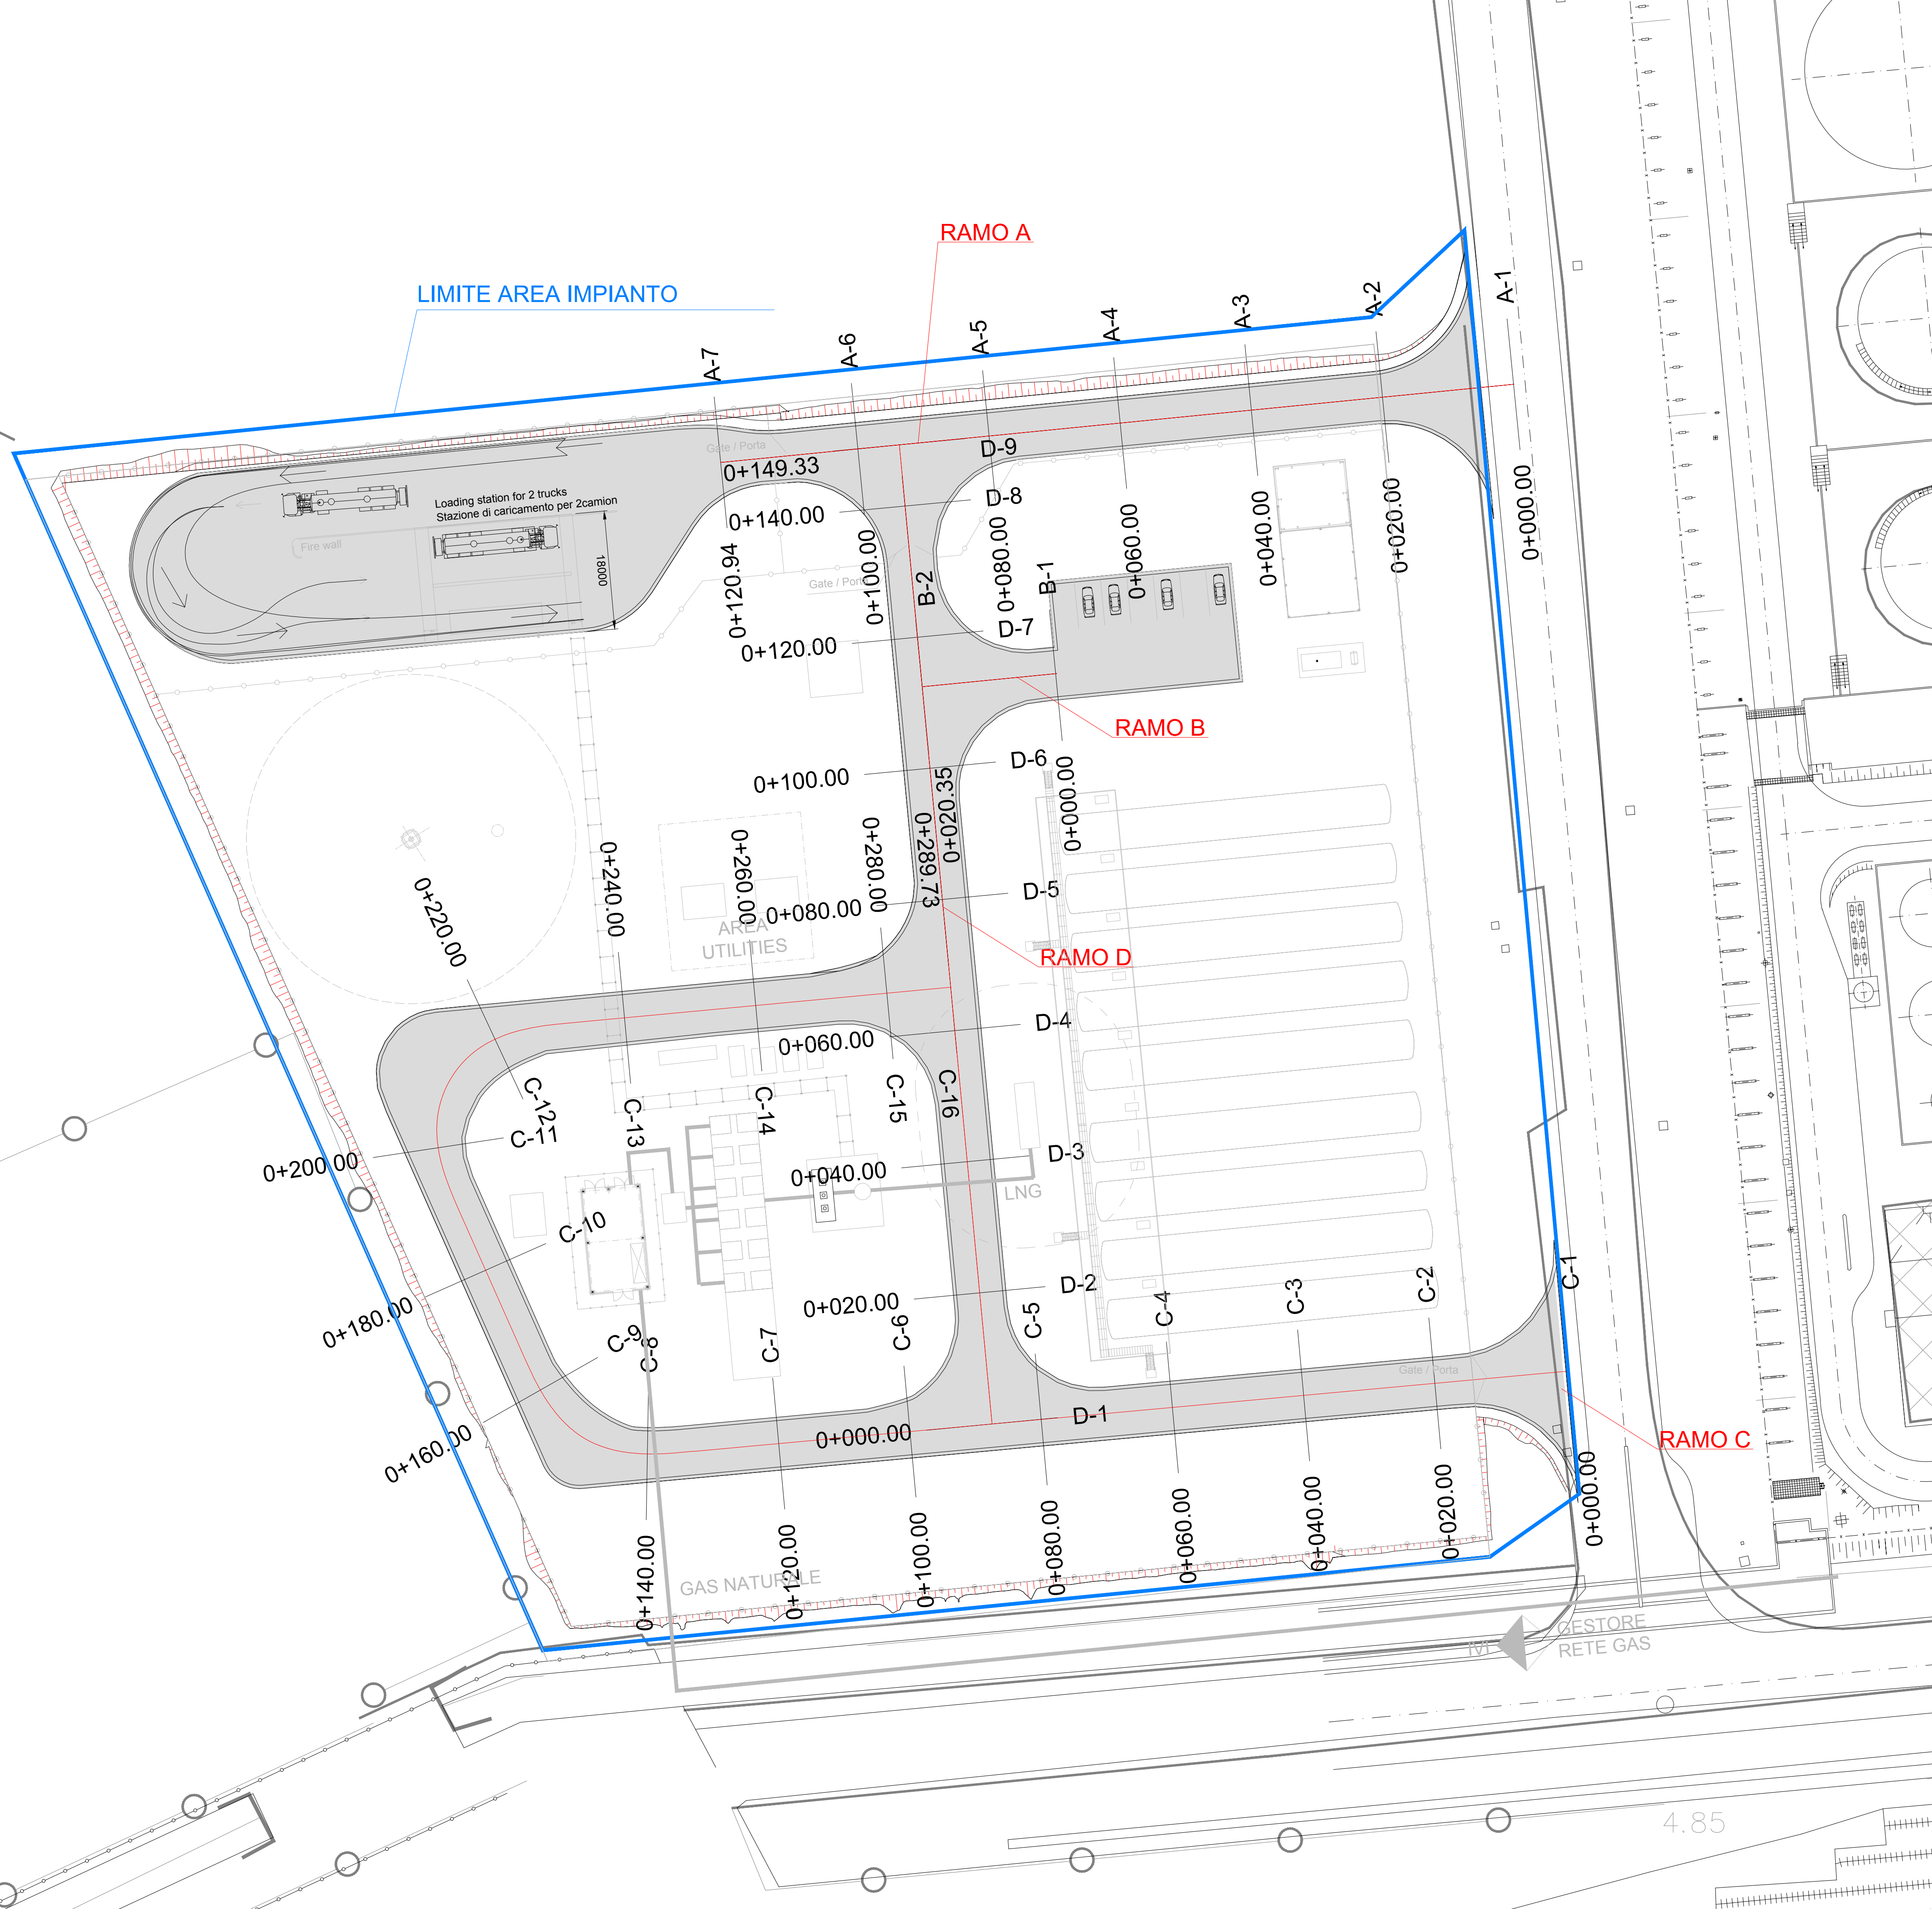 RAMO A
LIMITE AREA IMPIANTO
A-1
A-2
A-3
A-4
A-5
A-6
A-7
Gate / Porta
D-9
0+149.33
Loading station for 2 trucks
Stazione di caricamento per 2camion
D-8
0+140.00
Fire wall
18000
0+000.00
0+020.00
0+040.00
0+060.00
0+080.00
0+100.00
0+120.94
Gate / Porta
B-2
B-1
D-7
0+120.00
RAMO B
D-6
0+100.00
0+000.00
0+020.35
0+289.73
0+280.00
0+260.00
0+240.00
0+220.00
D-5
0+080.00
AREA
UTILITIES
RAMO D
D-4
0+060.00
C-16
C-15
C-14
C-13
C-12
C-11
0+200.00
D-3
0+040.00
LNG
C-10
0+180.00
D-2
0+020.00
C-1
C-2
C-3
C-4
C-5
C-6
C-7
C-8
C-9
0+160.00
Gate / Porta
D-1
0+000.00
RAMO C
0+000.00
0+020.00
0+040.00
0+060.00
0+080.00
0+100.00
0+120.00
0+140.00
GAS NATURALE
IVI
GESTORE
RETE GAS
4.85